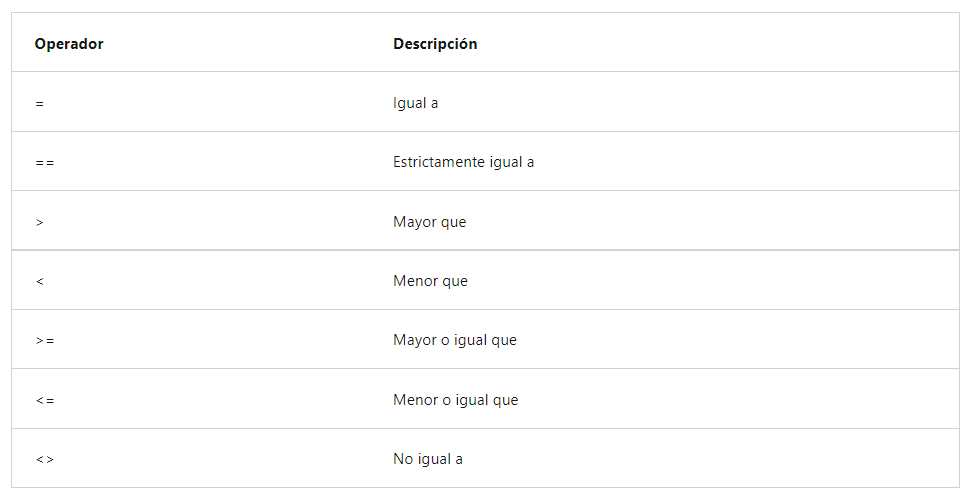 Operador Descripción
= Igual a
== Estrictamente igual a
> Mayor que
< Menor que
>= Mayor o igual que
<= Menor o igual que
<> No igual a